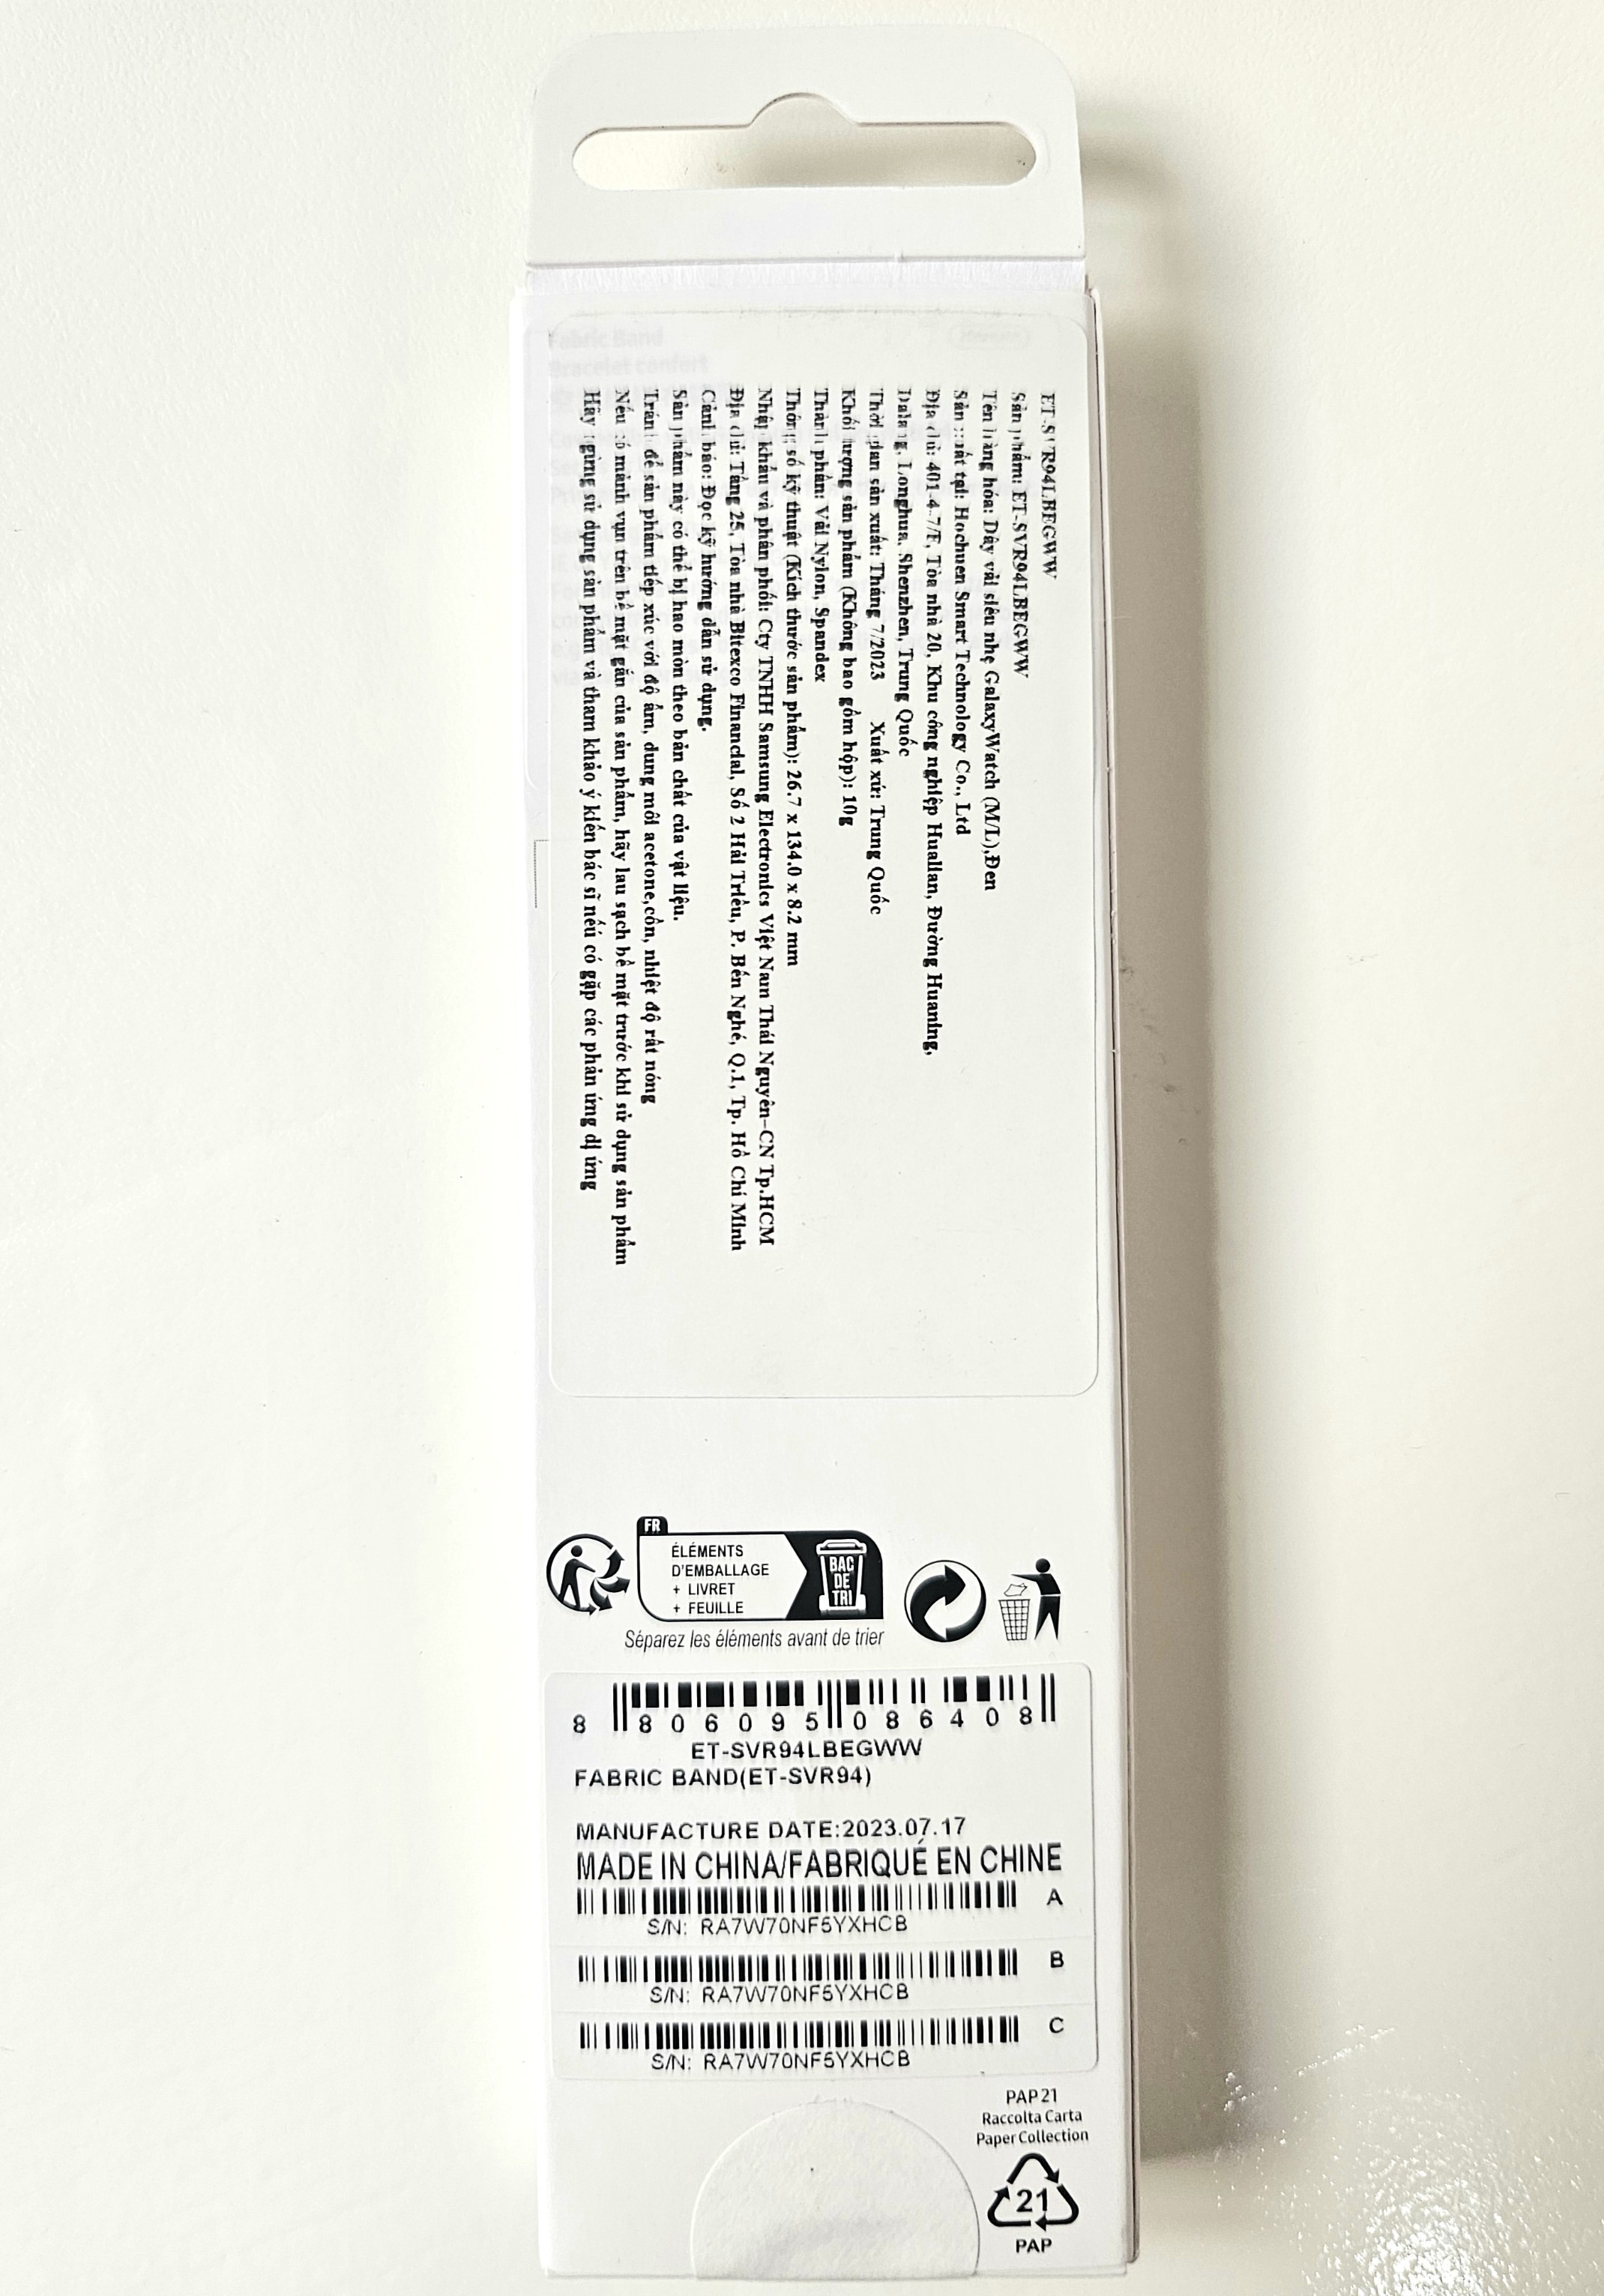 Fabric Band
Bracelet confort
ET-SVR94LBEGWW
Sản phẩm: ET-SVR94LBEGWW
Tên hàng hóa: Dây vải siêu nhẹ GalaxyWatch (M/L),Đen
Sản xuất tại: Hochuen Smart Technology Co., Ltd
Địa chỉ: 401-4-7/F, Tòa nhà 20, Khu công nghiệp Huallan, Đường Huaning,
Dalang, Longhua, Shenzhen, Trung Quốc
Thời gian sản xuất: Tháng 7/2023 Xuất xứ: Trung Quốc
Khối lượng sản phẩm (Không bao gồm hộp): 10g
Thành phần: Vải Nylon, Spandex
Thông số kỹ thuật (Kích thước sản phẩm): 26.7 x 134.0 x 8.2 mm
Nhập khẩu và phân phối: Cty TNHH Samsung Electronics Việt Nam Thái Nguyên-CN Tp.HCM
Địa chỉ: Tầng 25, Tòa nhà Bitexco Financial, Số 2 Hải Triều, P. Bến Nghé, Q.1, Tp. Hồ Chí Minh
Cảnh báo: Đọc kỹ hướng dẫn sử dụng.
Sản phẩm này có thể bị hao mòn theo bản chất của vật liệu.
Tránh để sản phẩm tiếp xúc với độ ẩm, dung môi acetone,cồn, nhiệt độ rất nóng
Nếu có mảnh vụn trên bề mặt gắn của sản phẩm, hãy lau sạch bề mặt trước khi sử dụng sản phẩm
Hãy ngừng sử dụng sản phẩm và tham khảo ý kiến bác sĩ nếu có gặp các phản ứng dị ứng
FR
ÉLÉMENTS
D'EMBALLAGE
+ LIVRET
+ FEUILLE
BAC
DE
TRI
Séparez les éléments avant de trier
8 806095 086408
ET-SVR94LBEGWW
FABRIC BAND(ET-SVR94)
MANUFACTURE DATE:2023.07.17
MADE IN CHINA/FABRIQUÉ EN CHINE
A
S/N: RA7W70NF5YXHCB
B
S/N: RA7W70NF5YXHCB
C
S/N: RA7W70NF5YXHCB
PAP 21
Raccolta Carta
Paper Collection
21
PAP